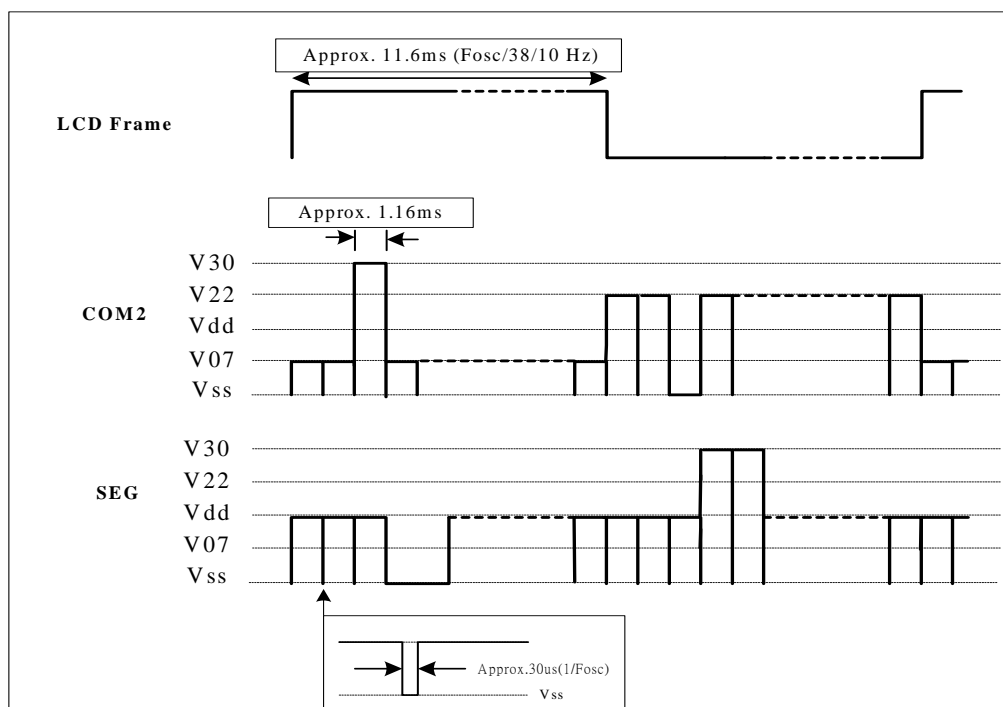 Approx. 11.6ms (Fosc/38/10 Hz)
LCD Frame
Approx. 1.16ms
V30
V22
COM2
Vdd
V07
Vss
V30
V22
SEG
Vdd
V07
Vss
Approx.30us(1/Fosc)
Vss